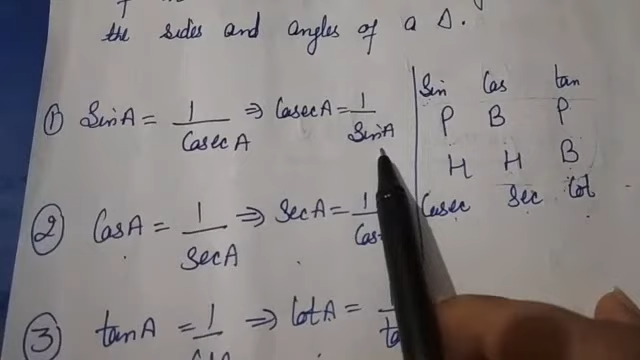 the sides and angles of a Δ.
① SinA = 1/CosecA ⇒ CosecA = 1/SinA
② CosA = 1/SecA ⇒ SecA = 1/
③ tanA = 1/ ⇒ CotA =
Sin Cos tan
P B P
H H B
Cosec Sec Cot